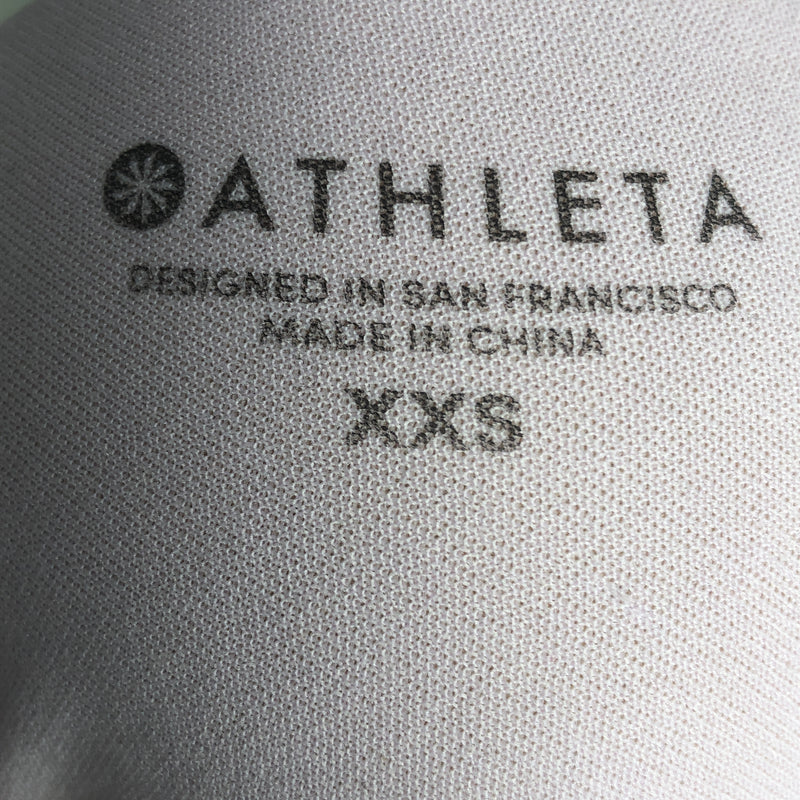 ATHLETA
DESIGNED IN SAN FRANCISCO
MADE IN CHINA
XXS